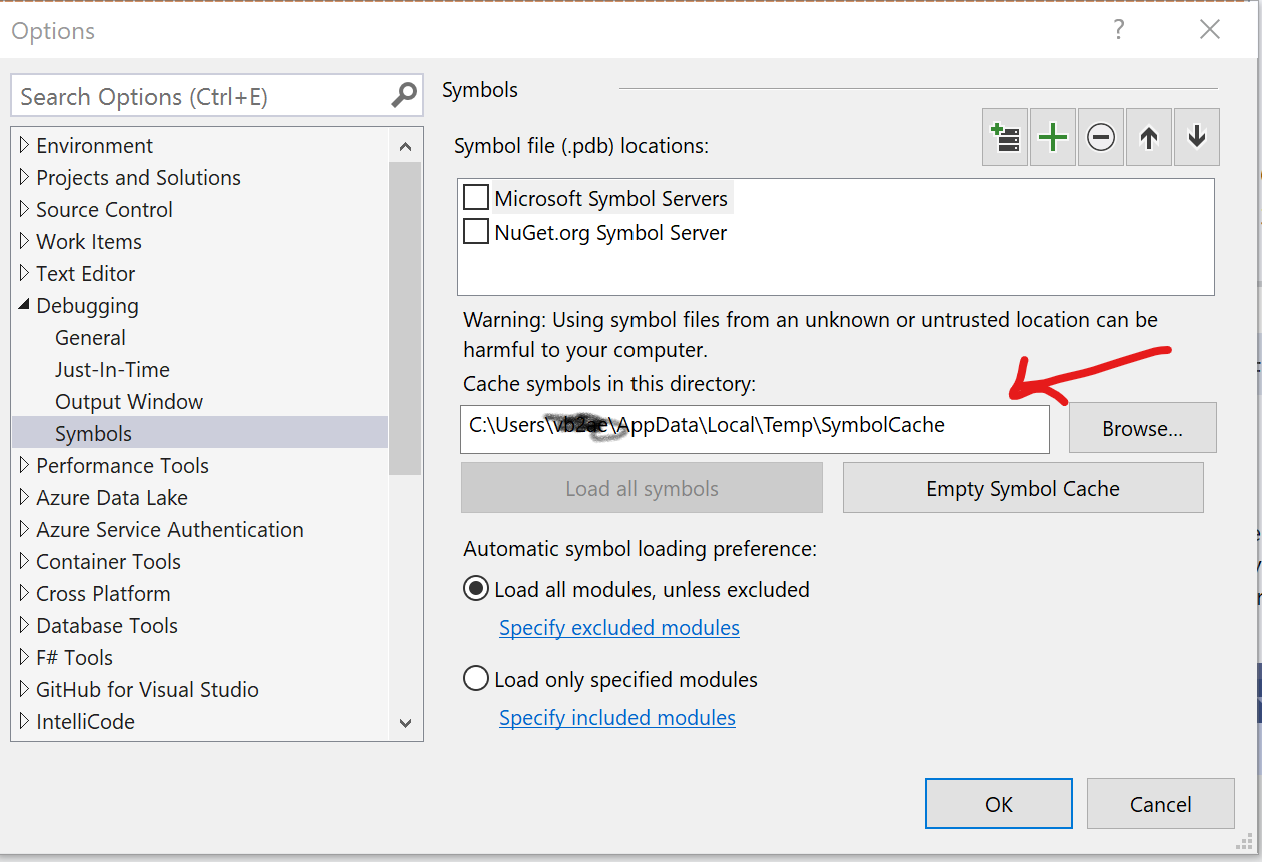 Options
?
Search Options (Ctrl+E)
Environment
Projects and Solutions
Source Control
Work Items
Text Editor
Debugging
General
Just-In-Time
Output Window
Symbols
Performance Tools
Azure Data Lake
Azure Service Authentication
Container Tools
Cross Platform
Database Tools
F# Tools
GitHub for Visual Studio
IntelliCode
Symbols
Symbol file (.pdb) locations:
Microsoft Symbol Servers
NuGet.org Symbol Server
Warning: Using symbol files from an unknown or untrusted location can be
harmful to your computer.
Cache symbols in this directory:
C:\Users\ \AppData\Local\Temp\SymbolCache
Browse...
Load all symbols
Empty Symbol Cache
Automatic symbol loading preference:
Load all modules, unless excluded
Specify excluded modules
Load only specified modules
Specify included modules
OK
Cancel